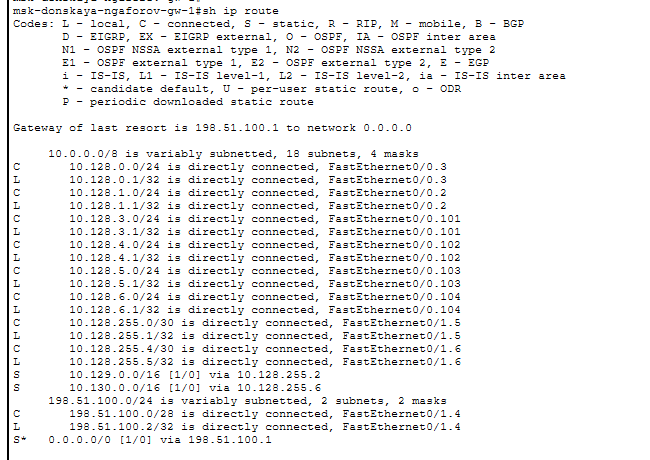 msk-donskaya-ngaforov-gw-1#sh ip route
Codes: L - local, C - connected, S - static, R - RIP, M - mobile, B - BGP
       D - EIGRP, EX - EIGRP external, O - OSPF, IA - OSPF inter area
       N1 - OSPF NSSA external type 1, N2 - OSPF NSSA external type 2
       E1 - OSPF external type 1, E2 - OSPF external type 2, E - EGP
       i - IS-IS, L1 - IS-IS level-1, L2 - IS-IS level-2, ia - IS-IS inter area
       * - candidate default, U - per-user static route, o - ODR
       P - periodic downloaded static route
Gateway of last resort is 198.51.100.1 to network 0.0.0.0
     10.0.0.0/8 is variably subnetted, 18 subnets, 4 masks
C       10.128.0.0/24 is directly connected, FastEthernet0/0.3
L       10.128.0.1/32 is directly connected, FastEthernet0/0.3
C       10.128.1.0/24 is directly connected, FastEthernet0/0.2
L       10.128.1.1/32 is directly connected, FastEthernet0/0.2
C       10.128.3.0/24 is directly connected, FastEthernet0/0.101
L       10.128.3.1/32 is directly connected, FastEthernet0/0.101
C       10.128.4.0/24 is directly connected, FastEthernet0/0.102
L       10.128.4.1/32 is directly connected, FastEthernet0/0.102
C       10.128.5.0/24 is directly connected, FastEthernet0/0.103
L       10.128.5.1/32 is directly connected, FastEthernet0/0.103
C       10.128.6.0/24 is directly connected, FastEthernet0/0.104
L       10.128.6.1/32 is directly connected, FastEthernet0/0.104
C       10.128.255.0/30 is directly connected, FastEthernet0/1.5
L       10.128.255.1/32 is directly connected, FastEthernet0/1.5
C       10.128.255.4/30 is directly connected, FastEthernet0/1.6
L       10.128.255.5/32 is directly connected, FastEthernet0/1.6
S       10.129.0.0/16 [1/0] via 10.128.255.2
S       10.130.0.0/16 [1/0] via 10.128.255.6
     198.51.100.0/24 is variably subnetted, 2 subnets, 2 masks
C       198.51.100.0/28 is directly connected, FastEthernet0/1.4
L       198.51.100.2/32 is directly connected, FastEthernet0/1.4
S*   0.0.0.0/0 [1/0] via 198.51.100.1